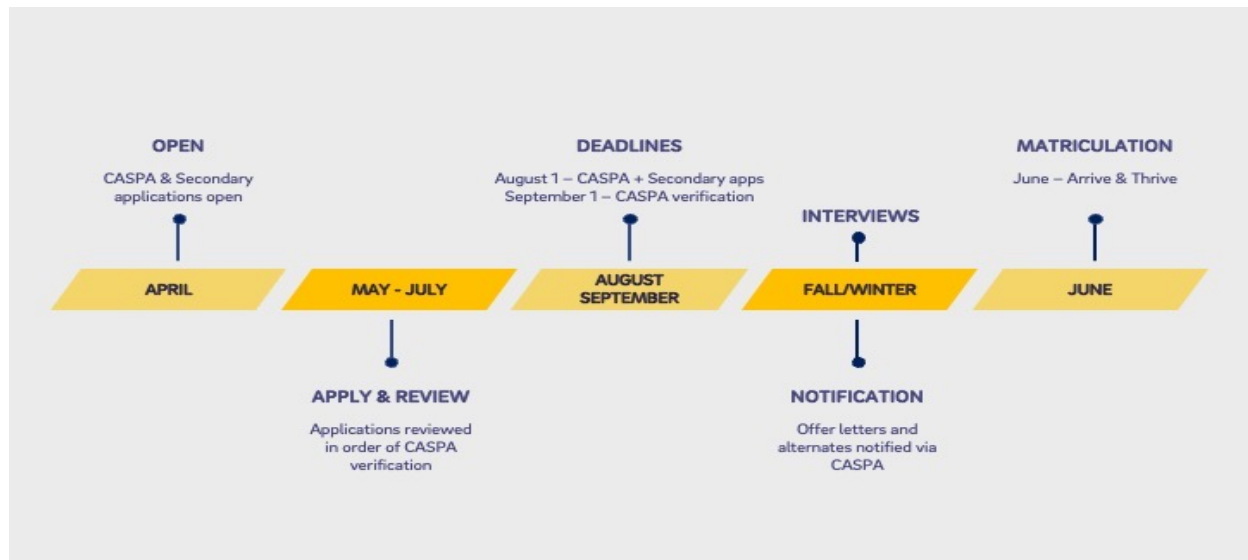 OPEN
CASPA & Secondary
applications open
DEADLINES
August 1 – CASPA + Secondary apps
September 1 – CASPA verification
INTERVIEWS
MATRICULATION
June – Arrive & Thrive
APRIL
MAY - JULY
AUGUST
SEPTEMBER
FALL/WINTER
JUNE
APPLY & REVIEW
Applications reviewed
in order of CASPA
verification
NOTIFICATION
Offer letters and
alternates notified via
CASPA